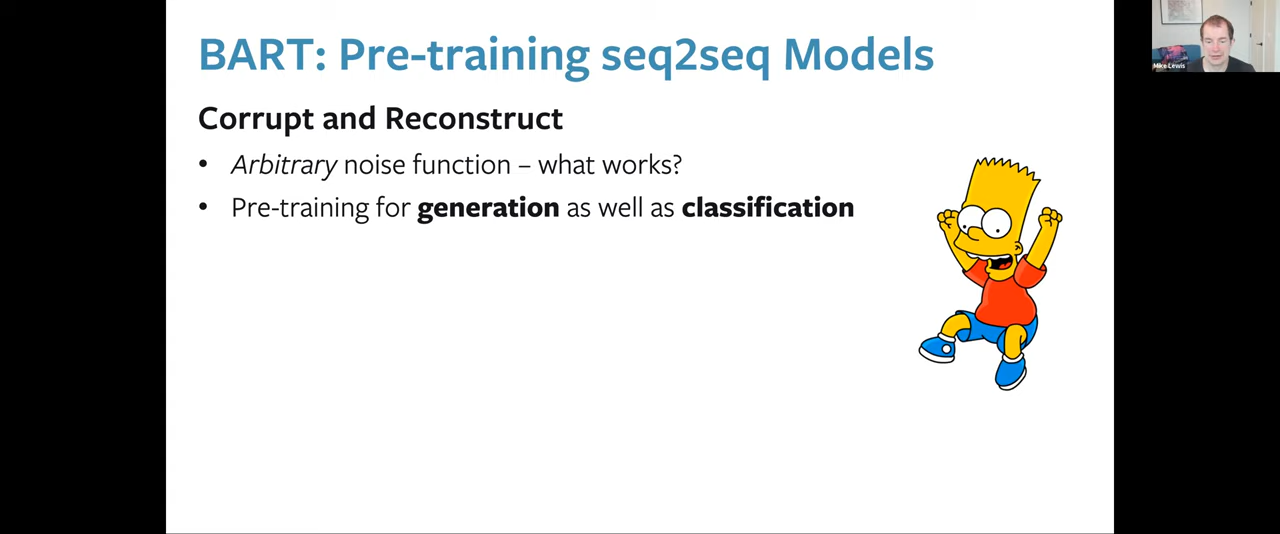 BART: Pre-training seq2seq Models
Mike Lewis
Corrupt and Reconstruct
• Arbitrary noise function – what works?
• Pre-training for generation as well as classification